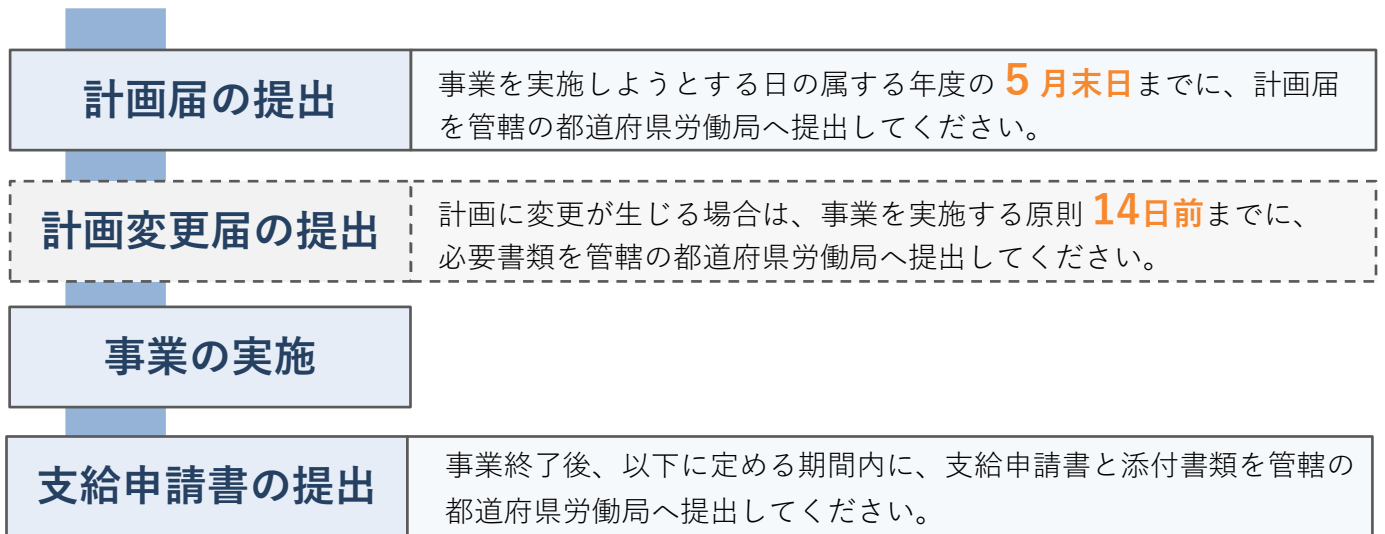 計画届の提出
事業を実施しようとする日の属する年度の 5 月末日までに、計画届
を管轄の都道府県労働局へ提出してください。
計画変更届の提出
計画に変更が生じる場合は、事業を実施する原則 14日前までに、
必要書類を管轄の都道府県労働局へ提出してください。
事業の実施
支給申請書の提出
事業終了後、以下に定める期間内に、支給申請書と添付書類を管轄の
都道府県労働局へ提出してください。